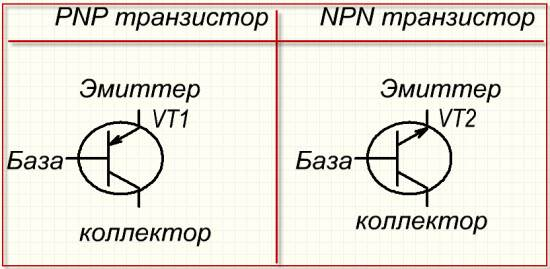 PNP транзистор
Эмиттер
VT1
База
коллектор
NPN транзистор
Эмиттер
VT2
База
коллектор